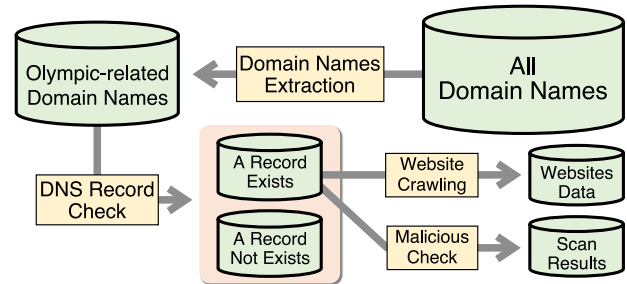 Olympic-related
Domain Names
Domain Names
Extraction
All
Domain Names
DNS Record
Check
A Record
Exists
A Record
Not Exists
Website
Crawling
Malicious
Check
Websites
Data
Scan
Results